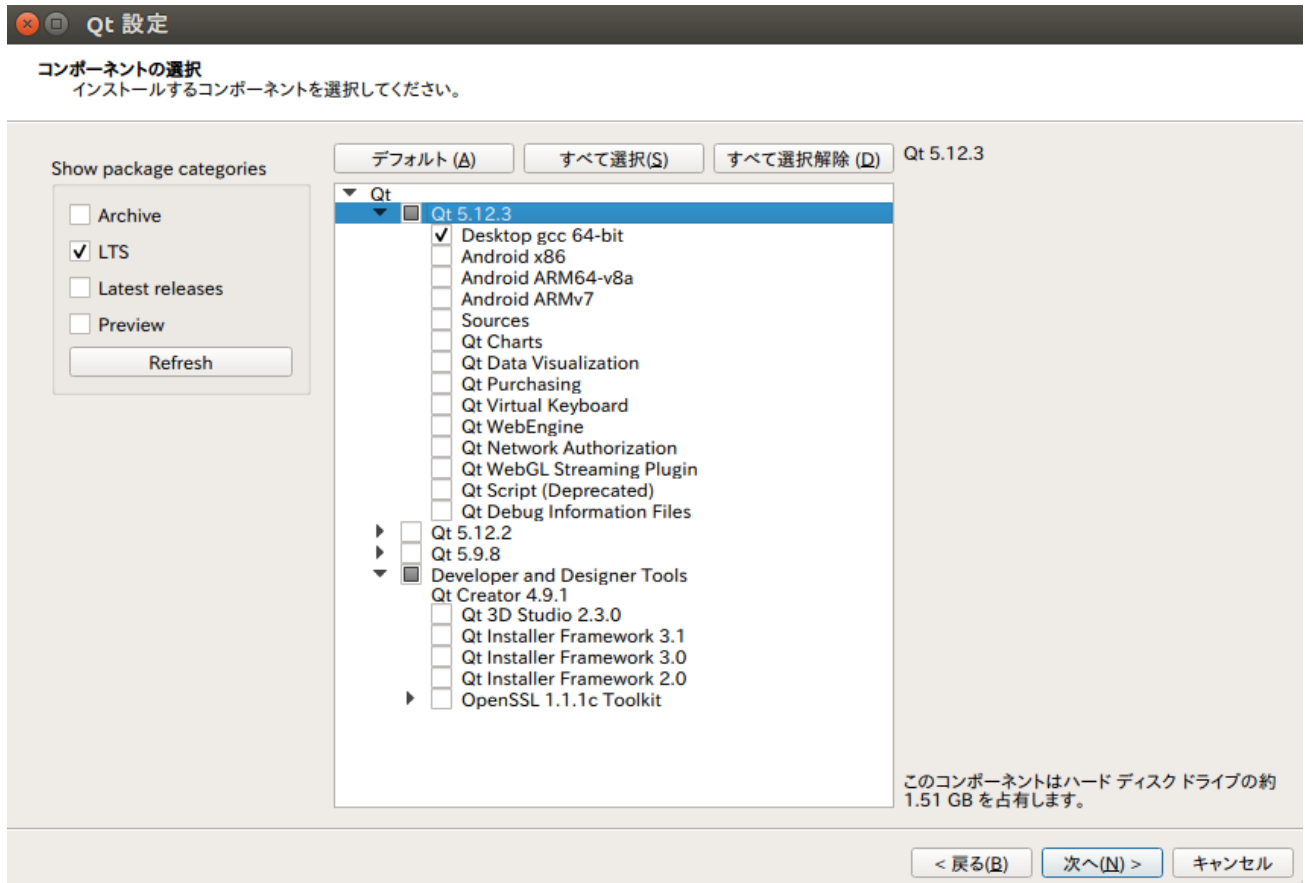 Qt 設定
コンポーネントの選択
インストールするコンポーネントを選択してください。
Show package categories
Archive
LTS
Latest releases
Preview
Refresh
デフォルト (A)
すべて選択(S)
すべて選択解除 (D)
Qt
Qt 5.12.3
Desktop gcc 64-bit
Android x86
Android ARM64-v8a
Android ARMv7
Sources
Qt Charts
Qt Data Visualization
Qt Purchasing
Qt Virtual Keyboard
Qt WebEngine
Qt Network Authorization
Qt WebGL Streaming Plugin
Qt Script (Deprecated)
Qt Debug Information Files
Qt 5.12.2
Qt 5.9.8
Developer and Designer Tools
Qt Creator 4.9.1
Qt 3D Studio 2.3.0
Qt Installer Framework 3.1
Qt Installer Framework 3.0
Qt Installer Framework 2.0
OpenSSL 1.1.1c Toolkit
Qt 5.12.3
このコンポーネントはハード ディスク ドライブの約
1.51 GB を占有します。
< 戻る(B)
次へ(N) >
キャンセル